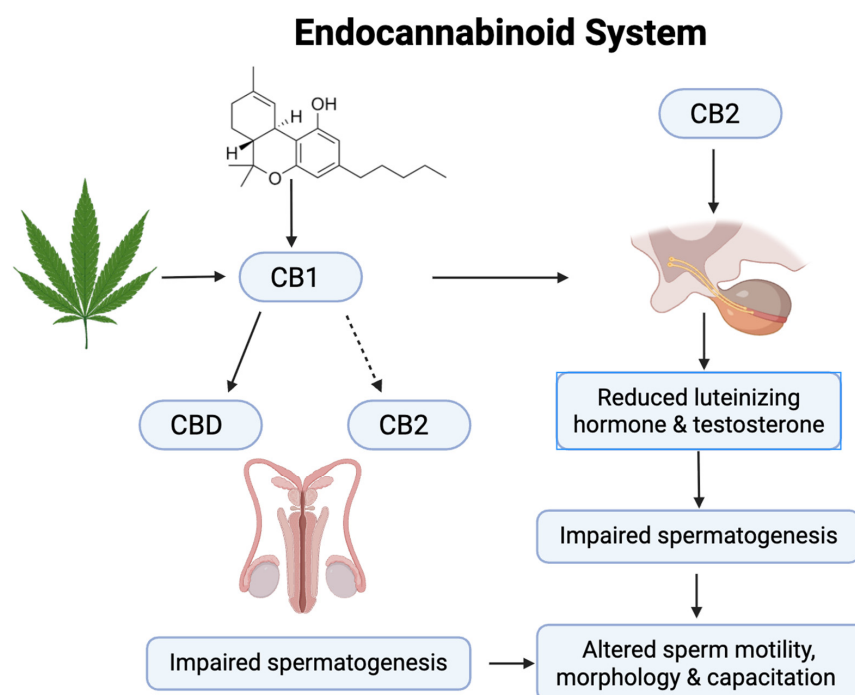 Endocannabinoid System
OH
H
H
O
CB2
CB1
CBD
CB2
Reduced luteinizing
hormone & testosterone
Impaired spermatogenesis
Impaired spermatogenesis
Altered sperm motility,
morphology & capacitation